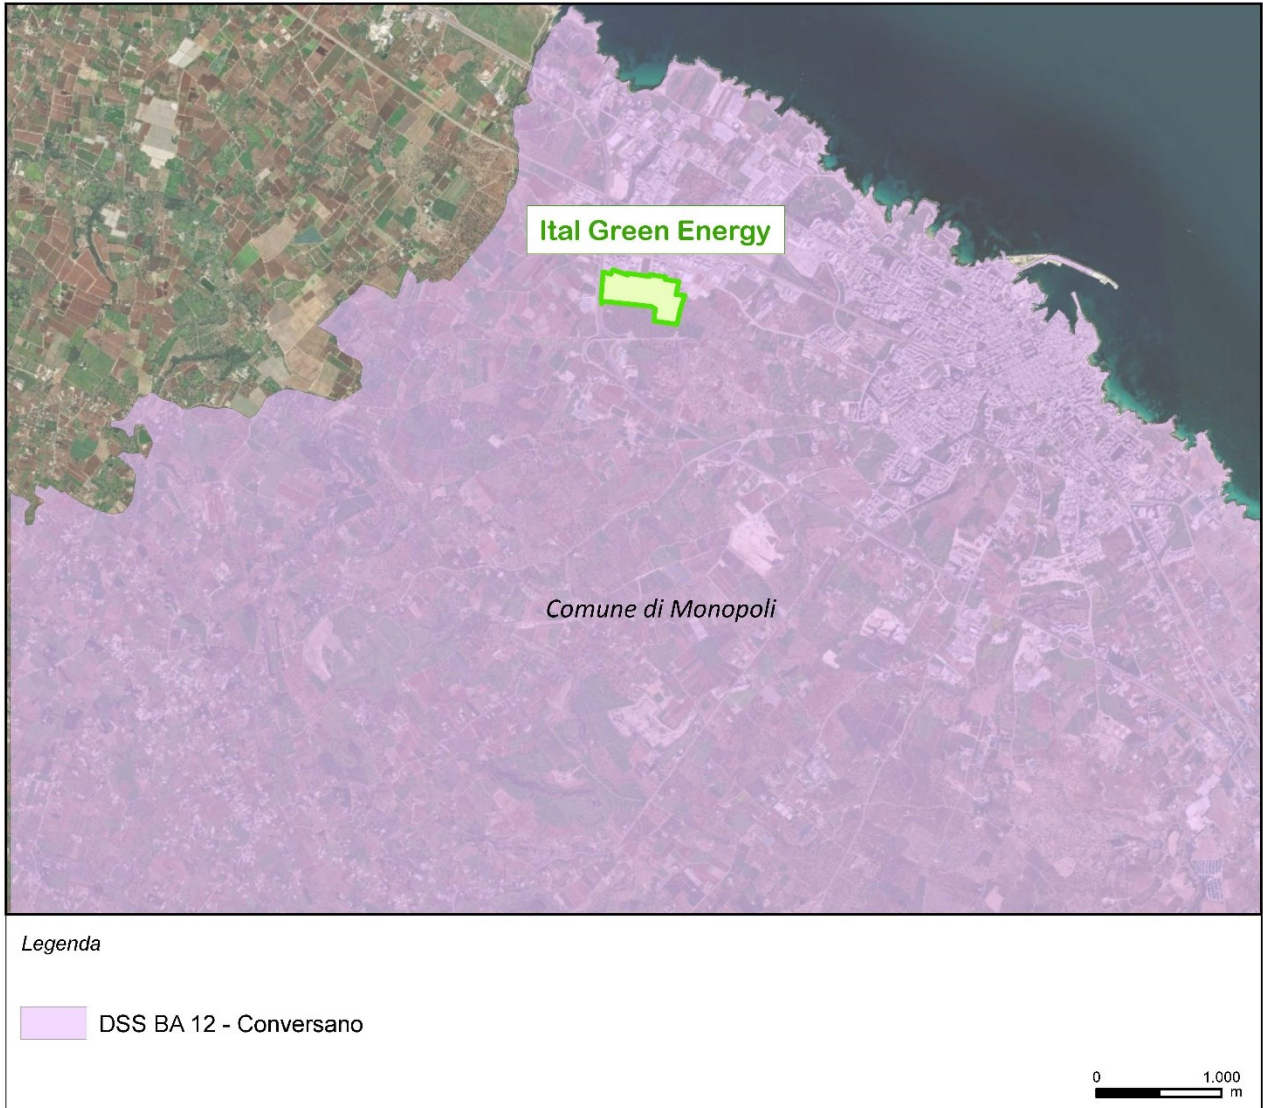 Ital Green Energy
Comune di Monopoli
Legenda
DSS BA 12 - Conversano
0 1.000
m